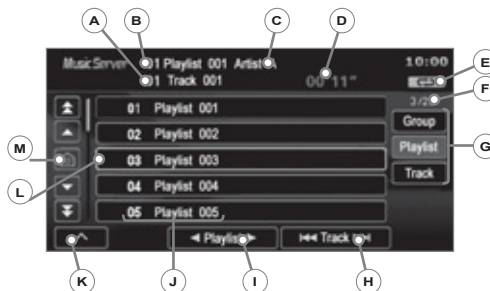 A B C D
Music Server 01 Playlist 001 Artist A 10:00
01 Track 001 00'11"
E
F
3/2
01 Playlist 001 Group
02 Playlist 002
M Playlist G
03 Playlist 003
L Track
04 Playlist 004
05 Playlist 005
◄ Playlist ► I◄◄ Track ►►I
K J I H